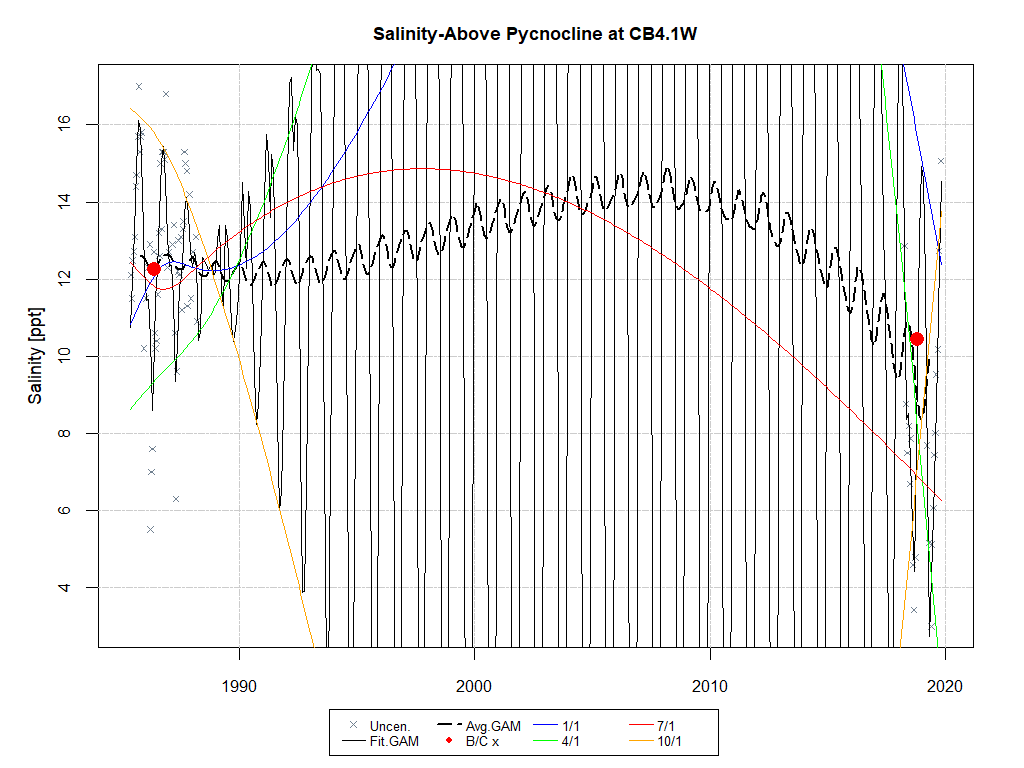 Salinity-Above Pycnocline at CB4.1W
Salinity [ppt]
16
14
12
10
8
6
4
1990 2000 2010 2020
Uncen. Avg.GAM 1/1 7/1
Fit.GAM B/C x 4/1 10/1